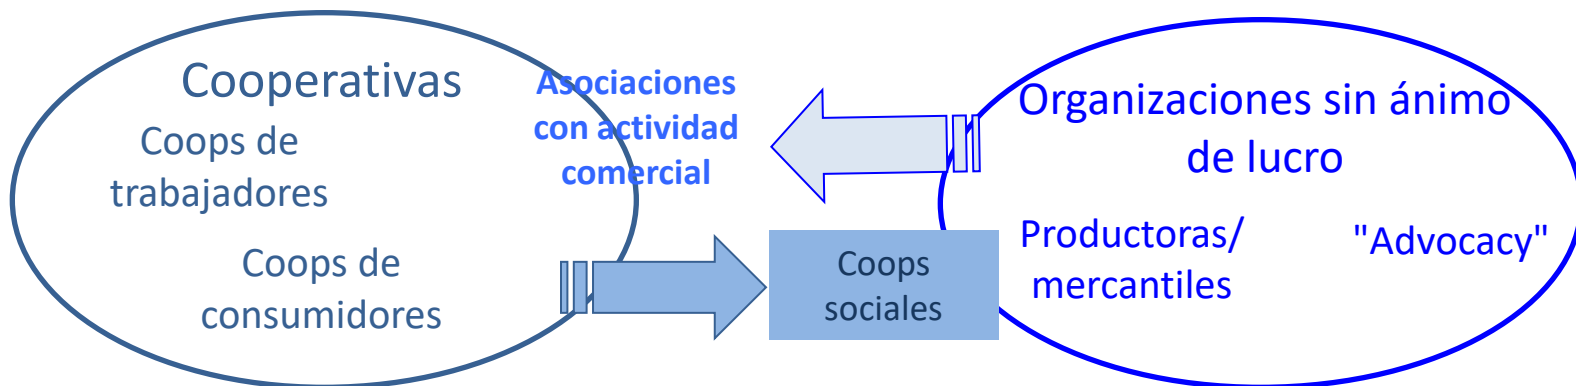 Cooperativas
Coops de
trabajadores
Coops de
consumidores
Asociaciones
con actividad
comercial
Coops
sociales
Organizaciones sin ánimo
de lucro
Productoras/
mercantiles
"Advocacy"